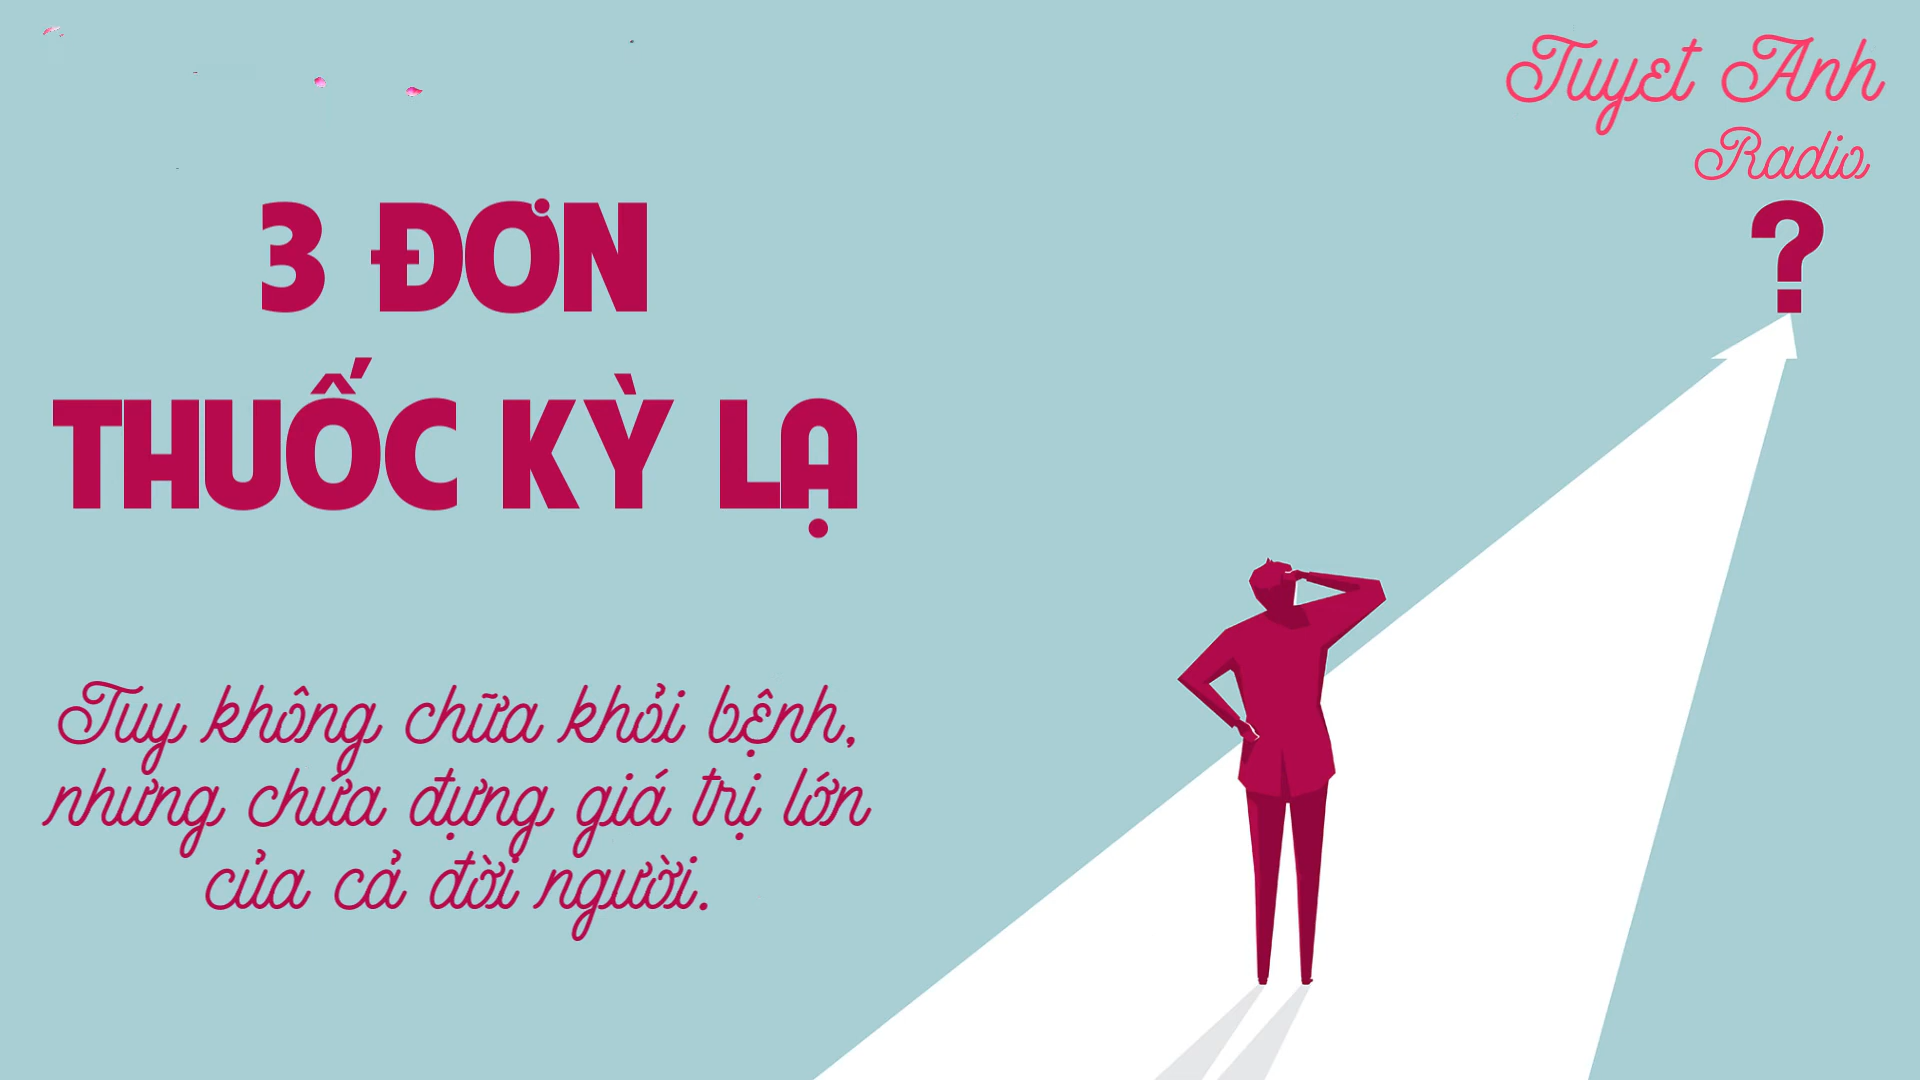 Tuyet Anh
Radio
?
3 ĐƠN
THUỐC KỲ LẠ
Tuy không chữa khỏi bệnh,
nhưng chứa đựng giá trị lớn
của cả đời người.